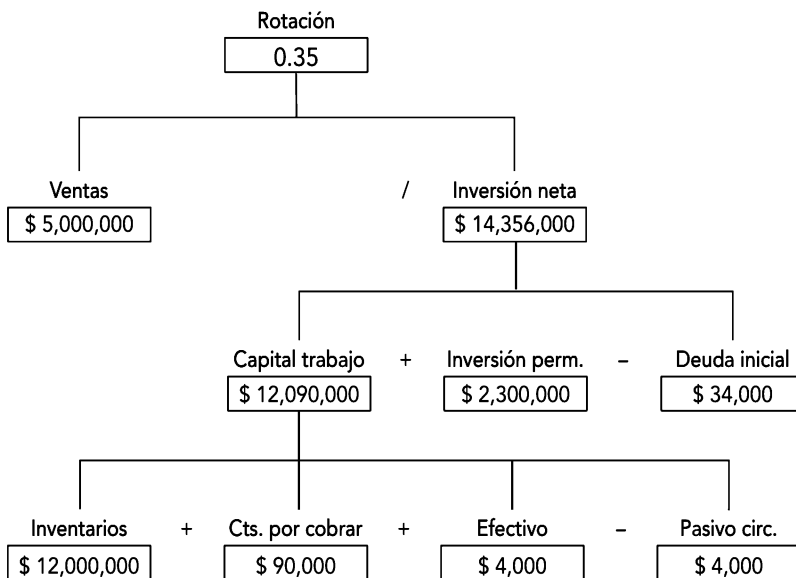 Rotación
0.35
Ventas / Inversión neta
$ 5,000,000 $ 14,356,000
Capital trabajo + Inversión perm. – Deuda inicial
$ 12,090,000 $ 2,300,000 $ 34,000
Inventarios + Cts. por cobrar + Efectivo – Pasivo circ.
$ 12,000,000 $ 90,000 $ 4,000 $ 4,000